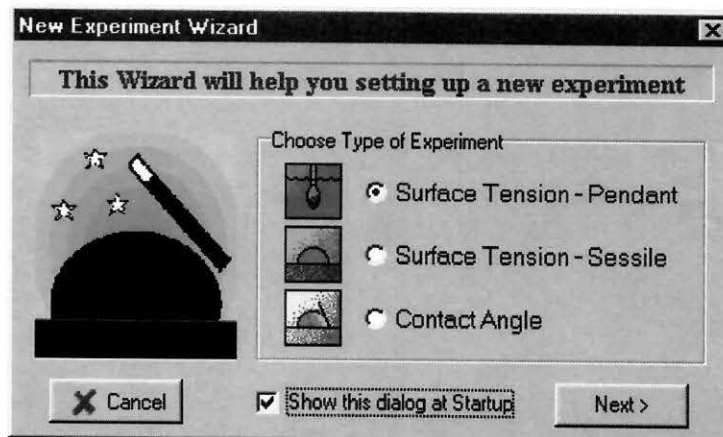 New Experiment Wizard
This Wizard will help you setting up a new experiment
Choose Type of Experiment
Surface Tension - Pendant
Surface Tension - Sessile
Contact Angle
Cancel
Show this dialog at Startup
Next >